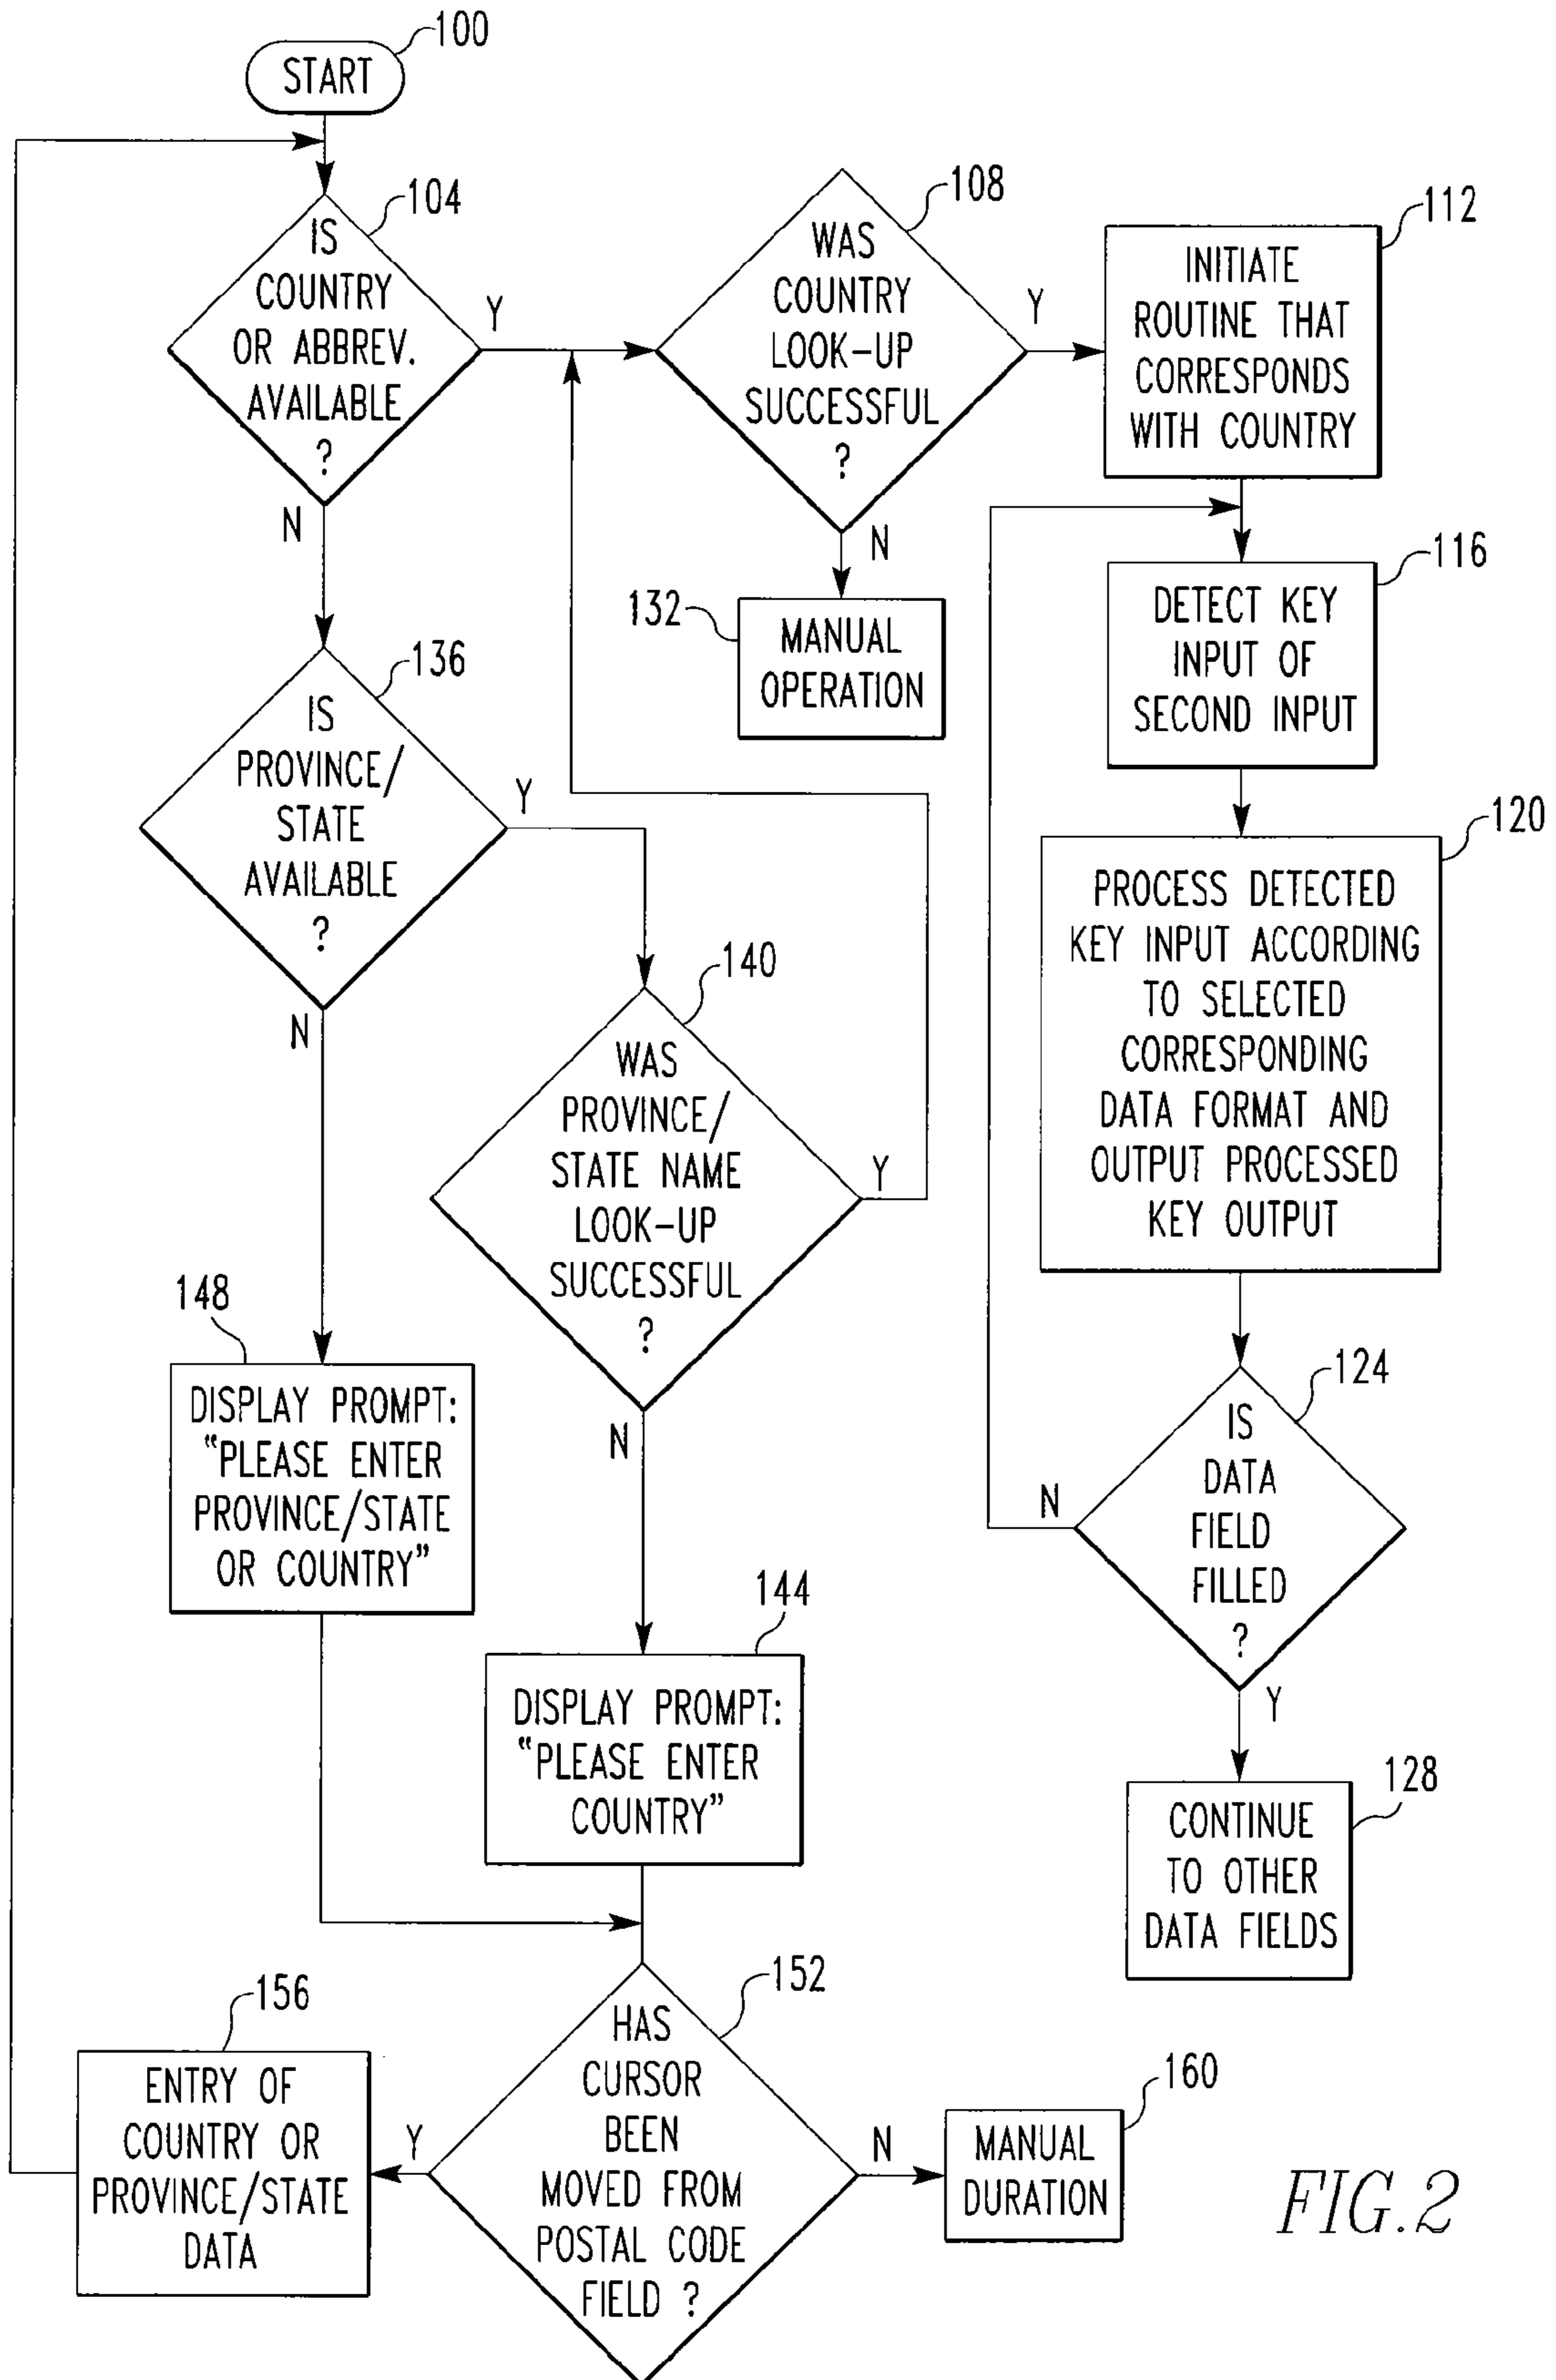 100
START
104
IS
COUNTRY
OR ABBREV.
AVAILABLE
?
Y
N
108
WAS
COUNTRY
LOOK-UP
SUCCESSFUL
?
Y
N
112
INITIATE
ROUTINE THAT
CORRESPONDS
WITH COUNTRY
132
MANUAL
OPERATION
116
DETECT KEY
INPUT OF
SECOND INPUT
136
IS
PROVINCE/
STATE
AVAILABLE
?
Y
N
120
PROCESS DETECTED
KEY INPUT ACCORDING
TO SELECTED
CORRESPONDING
DATA FORMAT AND
OUTPUT PROCESSED
KEY OUTPUT
140
WAS
PROVINCE/
STATE NAME
LOOK-UP
SUCCESSFUL
?
Y
N
148
DISPLAY PROMPT:
“PLEASE ENTER
PROVINCE/STATE
OR COUNTRY”
124
IS
DATA
FIELD
FILLED
?
N
Y
144
DISPLAY PROMPT:
“PLEASE ENTER
COUNTRY”
128
CONTINUE
TO OTHER
DATA FIELDS
152
HAS
CURSOR
BEEN
MOVED FROM
POSTAL CODE
FIELD ?
Y
N
156
ENTRY OF
COUNTRY OR
PROVINCE/STATE
DATA
160
MANUAL
DURATION
FIG.2